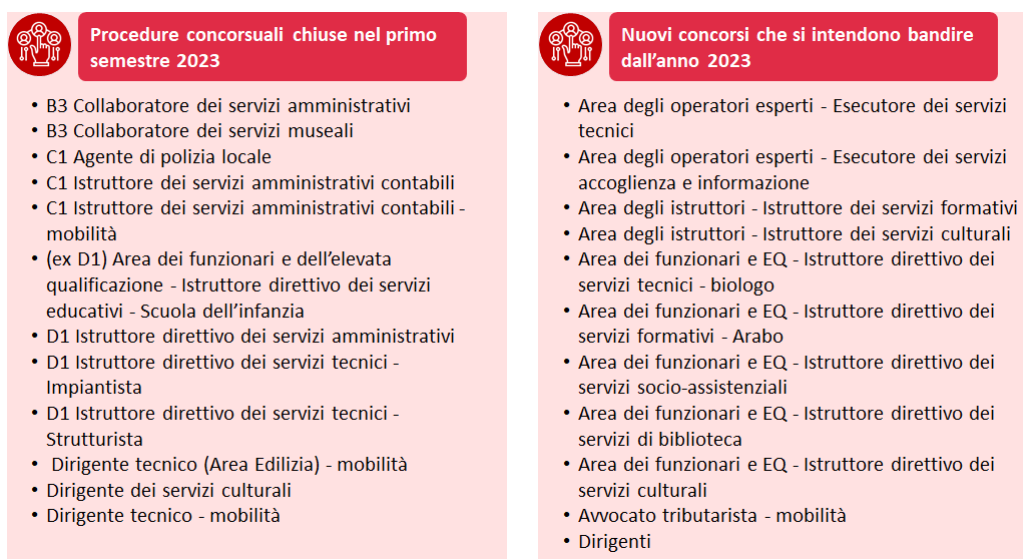 Procedure concorsuali chiuse nel primo
semestre 2023
• B3 Collaboratore dei servizi amministrativi
• B3 Collaboratore dei servizi museali
• C1 Agente di polizia locale
• C1 Istruttore dei servizi amministrativi contabili
• C1 Istruttore dei servizi amministrativi contabili -
mobilità
• (ex D1) Area dei funzionari e dell’elevata
qualificazione - Istruttore direttivo dei servizi
educativi - Scuola dell’infanzia
• D1 Istruttore direttivo dei servizi amministrativi
• D1 Istruttore direttivo dei servizi tecnici -
Impiantista
• D1 Istruttore direttivo dei servizi tecnici -
Strutturista
• Dirigente tecnico (Area Edilizia) - mobilità
• Dirigente dei servizi culturali
• Dirigente tecnico - mobilità
Nuovi concorsi che si intendono bandire
dall’anno 2023
• Area degli operatori esperti - Esecutore dei servizi
tecnici
• Area degli operatori esperti - Esecutore dei servizi
accoglienza e informazione
• Area degli istruttori - Istruttore dei servizi formativi
• Area degli istruttori - Istruttore dei servizi culturali
• Area dei funzionari e EQ - Istruttore direttivo dei
servizi tecnici - biologo
• Area dei funzionari e EQ - Istruttore direttivo dei
servizi formativi - Arabo
• Area dei funzionari e EQ - Istruttore direttivo dei
servizi socio-assistenziali
• Area dei funzionari e EQ - Istruttore direttivo dei
servizi di biblioteca
• Area dei funzionari e EQ - Istruttore direttivo dei
servizi culturali
• Avvocato tributarista - mobilità
• Dirigenti